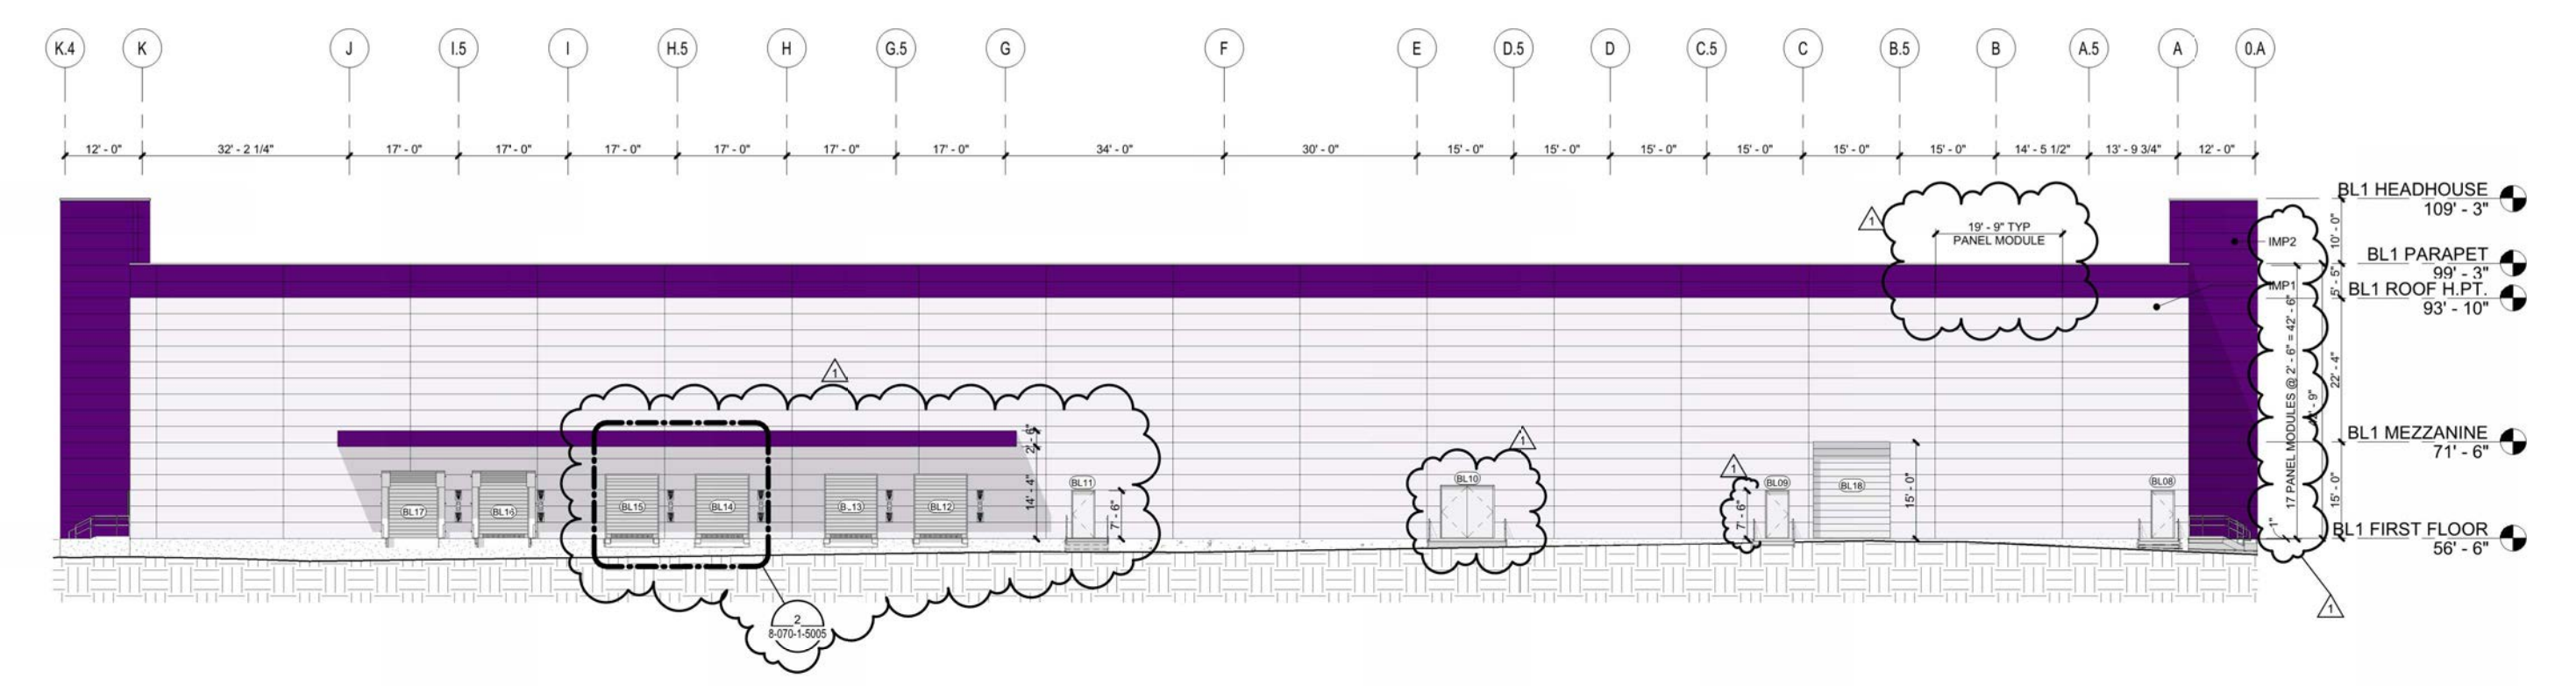 K.4 K J I.5 I H.5 H G.5 G F E D.5 D C.5 C B.5 B A.5 A 0.A
12' - 0" 32' - 2 1/4" 17' - 0" 17' - 0" 17' - 0" 17' - 0" 17' - 0" 17' - 0" 34' - 0" 30' - 0" 15' - 0" 15' - 0" 15' - 0" 15' - 0" 15' - 0" 15' - 0" 14' - 5 1/2" 13' - 9 3/4" 12' - 0"
BL1 HEADHOUSE
109' - 3"
10' - 0"
1
19' - 9" TYP
PANEL MODULE
IMP2
BL1 PARAPET
99' - 3"
5' - 5"
IMP1
BL1 ROOF H.PT.
93' - 10"
17 PANEL MODULES @ 2' - 6" = 42' - 6"
22' - 4"
1
2' - 6"
14' - 4"
1
1
BL1 MEZZANINE
71' - 6"
15' - 0"
BL17 BL16 BL15 BL14 BL13 BL12 BL11 BL10 BL09 BL18 BL08
7' - 6"
7' - 6"
15' - 0"
1"
BL1 FIRST FLOOR
56' - 6"
1
2
8-070-1-5005